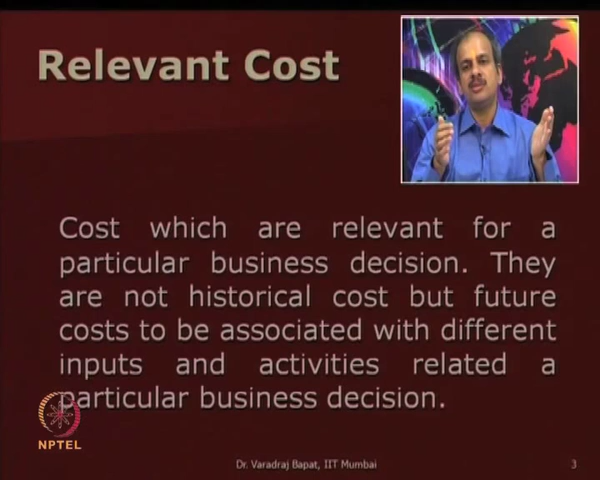 Relevant Cost
Cost which are relevant for a
particular business decision. They
are not historical cost but future
costs to be associated with different
inputs and activities related a
particular business decision.
NPTEL
Dr. Varadraj Bapat, IIT Mumbai
3